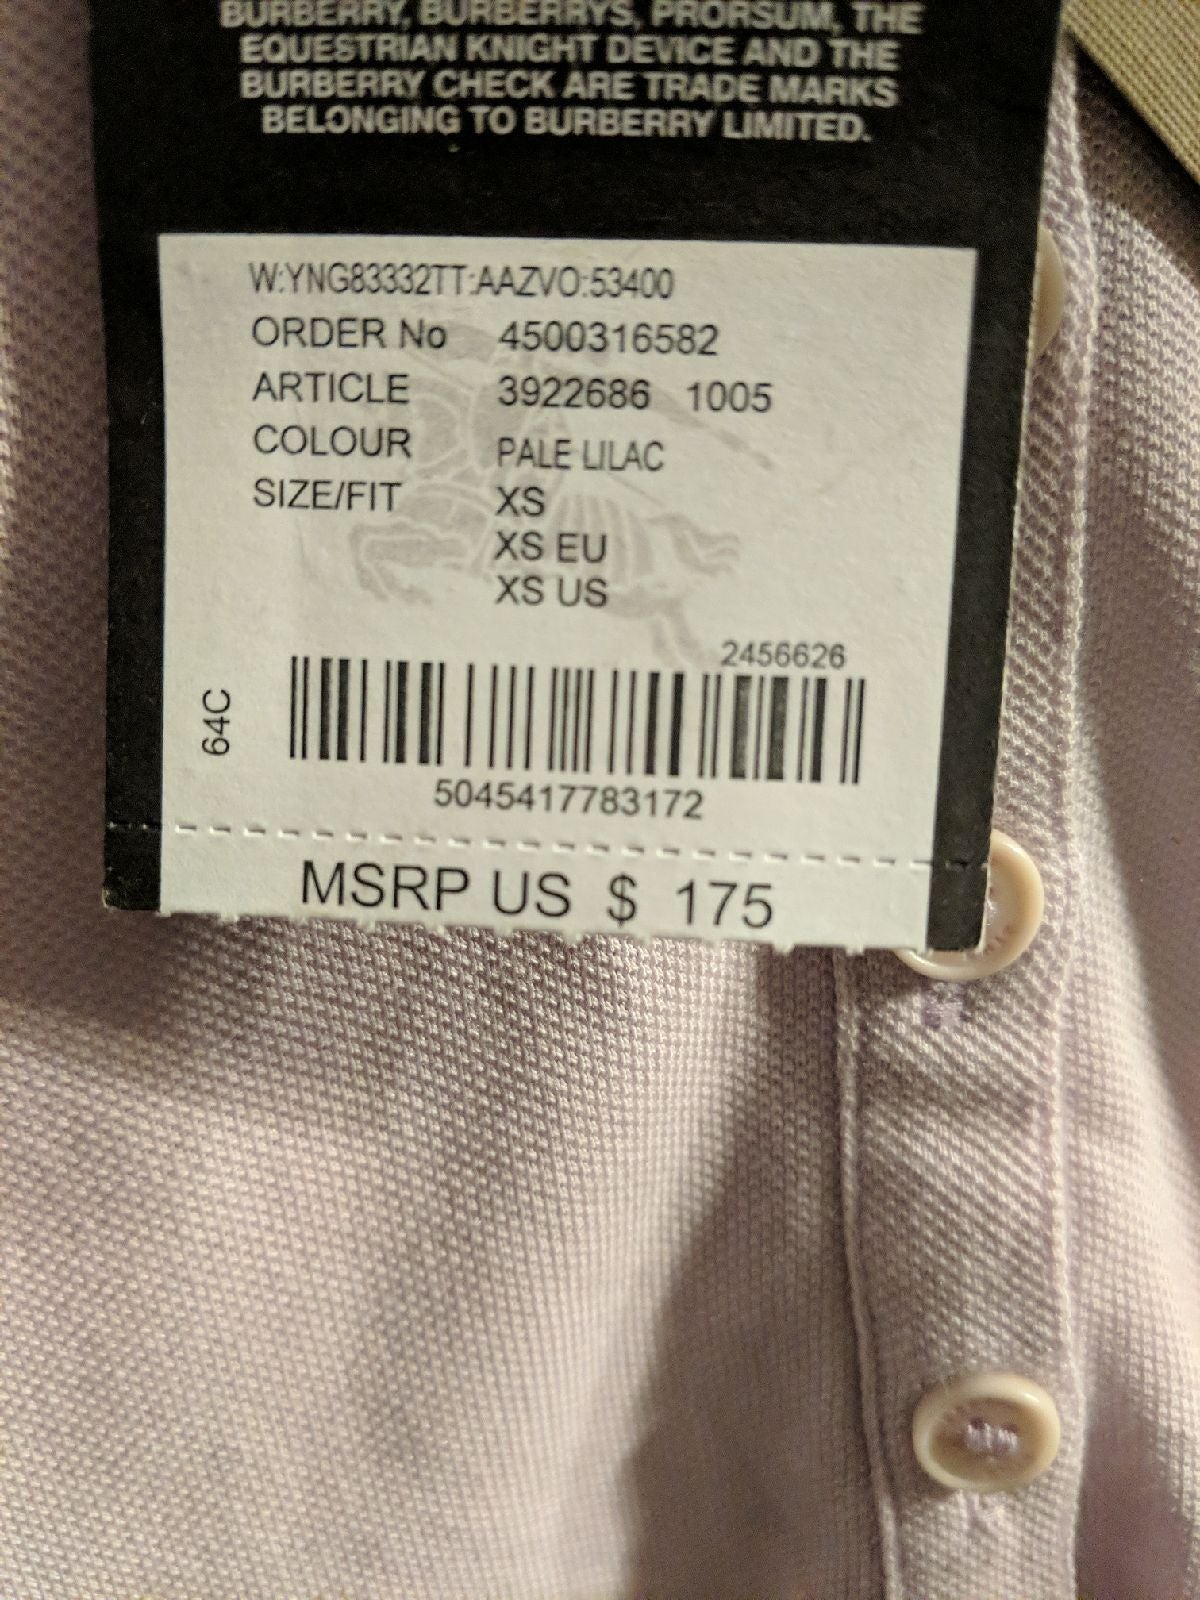 BURBERRY, BURBERRYS, PRORSUM, THE
EQUESTRIAN KNIGHT DEVICE AND THE
BURBERRY CHECK ARE TRADE MARKS
BELONGING TO BURBERRY LIMITED.
W:YNG83332TT:AAZVO:53400
ORDER No 4500316582
ARTICLE 3922686 1005
COLOUR PALE LILAC
SIZE/FIT XS
XS EU
XS US
2456626
64C
5045417783172
MSRP US $ 175